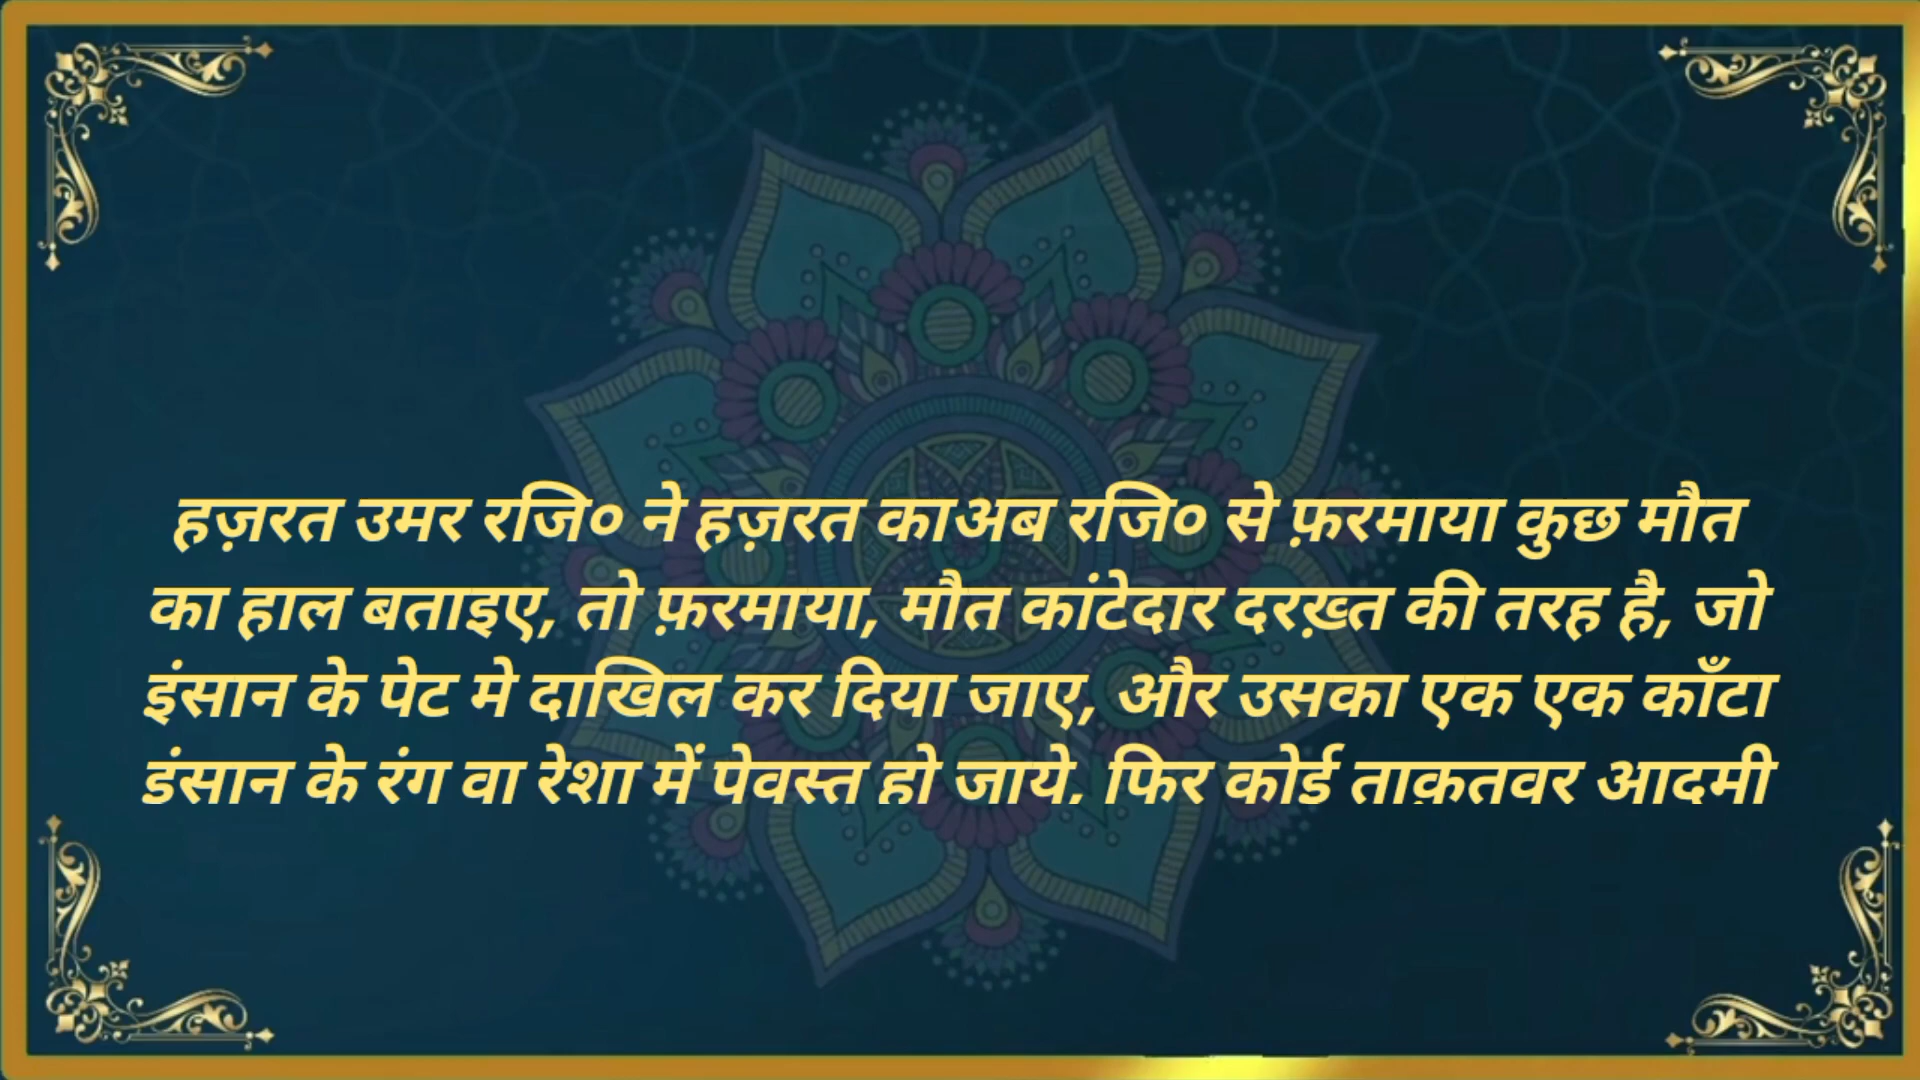 हज़रत उमर रजि० ने हज़रत काअब रजि० से फ़रमाया कुछ मौत
का हाल बताइए, तो फ़रमाया, मौत कांटेदार दरख़्त की तरह है, जो
इंसान के पेट मे दाखिल कर दिया जाए, और उसका एक एक काँटा
इंसान के रंग वा रेशा में पेवस्त हो जाये, फिर कोई ताक़तवर आदमी